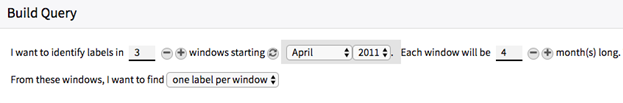 Build Query
I want to identify labels in 3 windows starting April 2011. Each window will be 4 month(s) long.
From these windows, I want to find one label per window